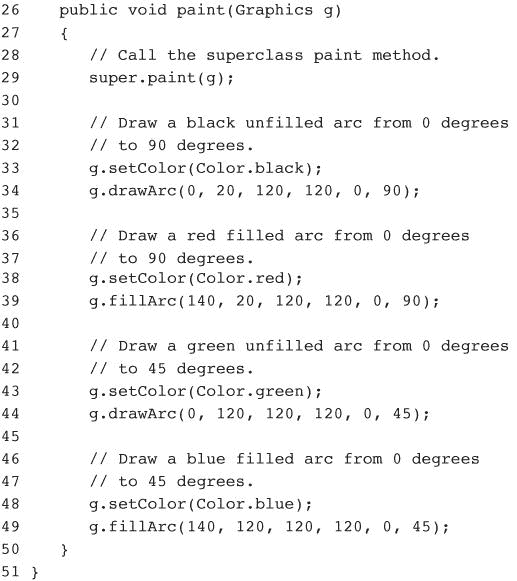 26    public void paint(Graphics g)
27    {
28       // Call the superclass paint method.
29       super.paint(g);
30
31       // Draw a black unfilled arc from 0 degrees
32       // to 90 degrees.
33       g.setColor(Color.black);
34       g.drawArc(0, 20, 120, 120, 0, 90);
35
36       // Draw a red filled arc from 0 degrees
37       // to 90 degrees.
38       g.setColor(Color.red);
39       g.fillArc(140, 20, 120, 120, 0, 90);
40
41       // Draw a green unfilled arc from 0 degrees
42       // to 45 degrees.
43       g.setColor(Color.green);
44       g.drawArc(0, 120, 120, 120, 0, 45);
45
46       // Draw a blue filled arc from 0 degrees
47       // to 45 degrees.
48       g.setColor(Color.blue);
49       g.fillArc(140, 120, 120, 120, 0, 45);
50    }
51 }